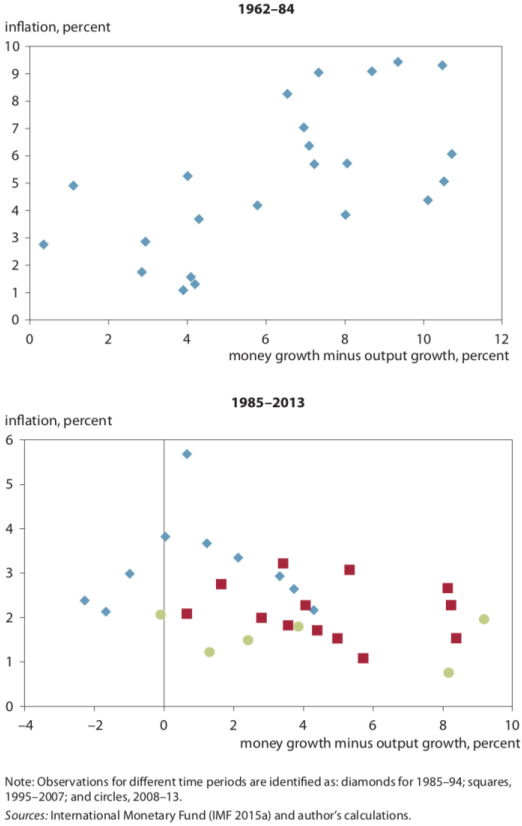 1962–84
inflation, percent
10
9
8
7
6
5
4
3
2
1
0
0 2 4 6 8 10 12
money growth minus output growth, percent
1985–2013
inflation, percent
6
5
4
3
2
1
0
–4 –2 0 2 4 6 8 10
money growth minus output growth, percent
Note: Observations for different time periods are identified as: diamonds for 1985–94; squares,
1995–2007; and circles, 2008–13.
Sources: International Monetary Fund (IMF 2015a) and author's calculations.